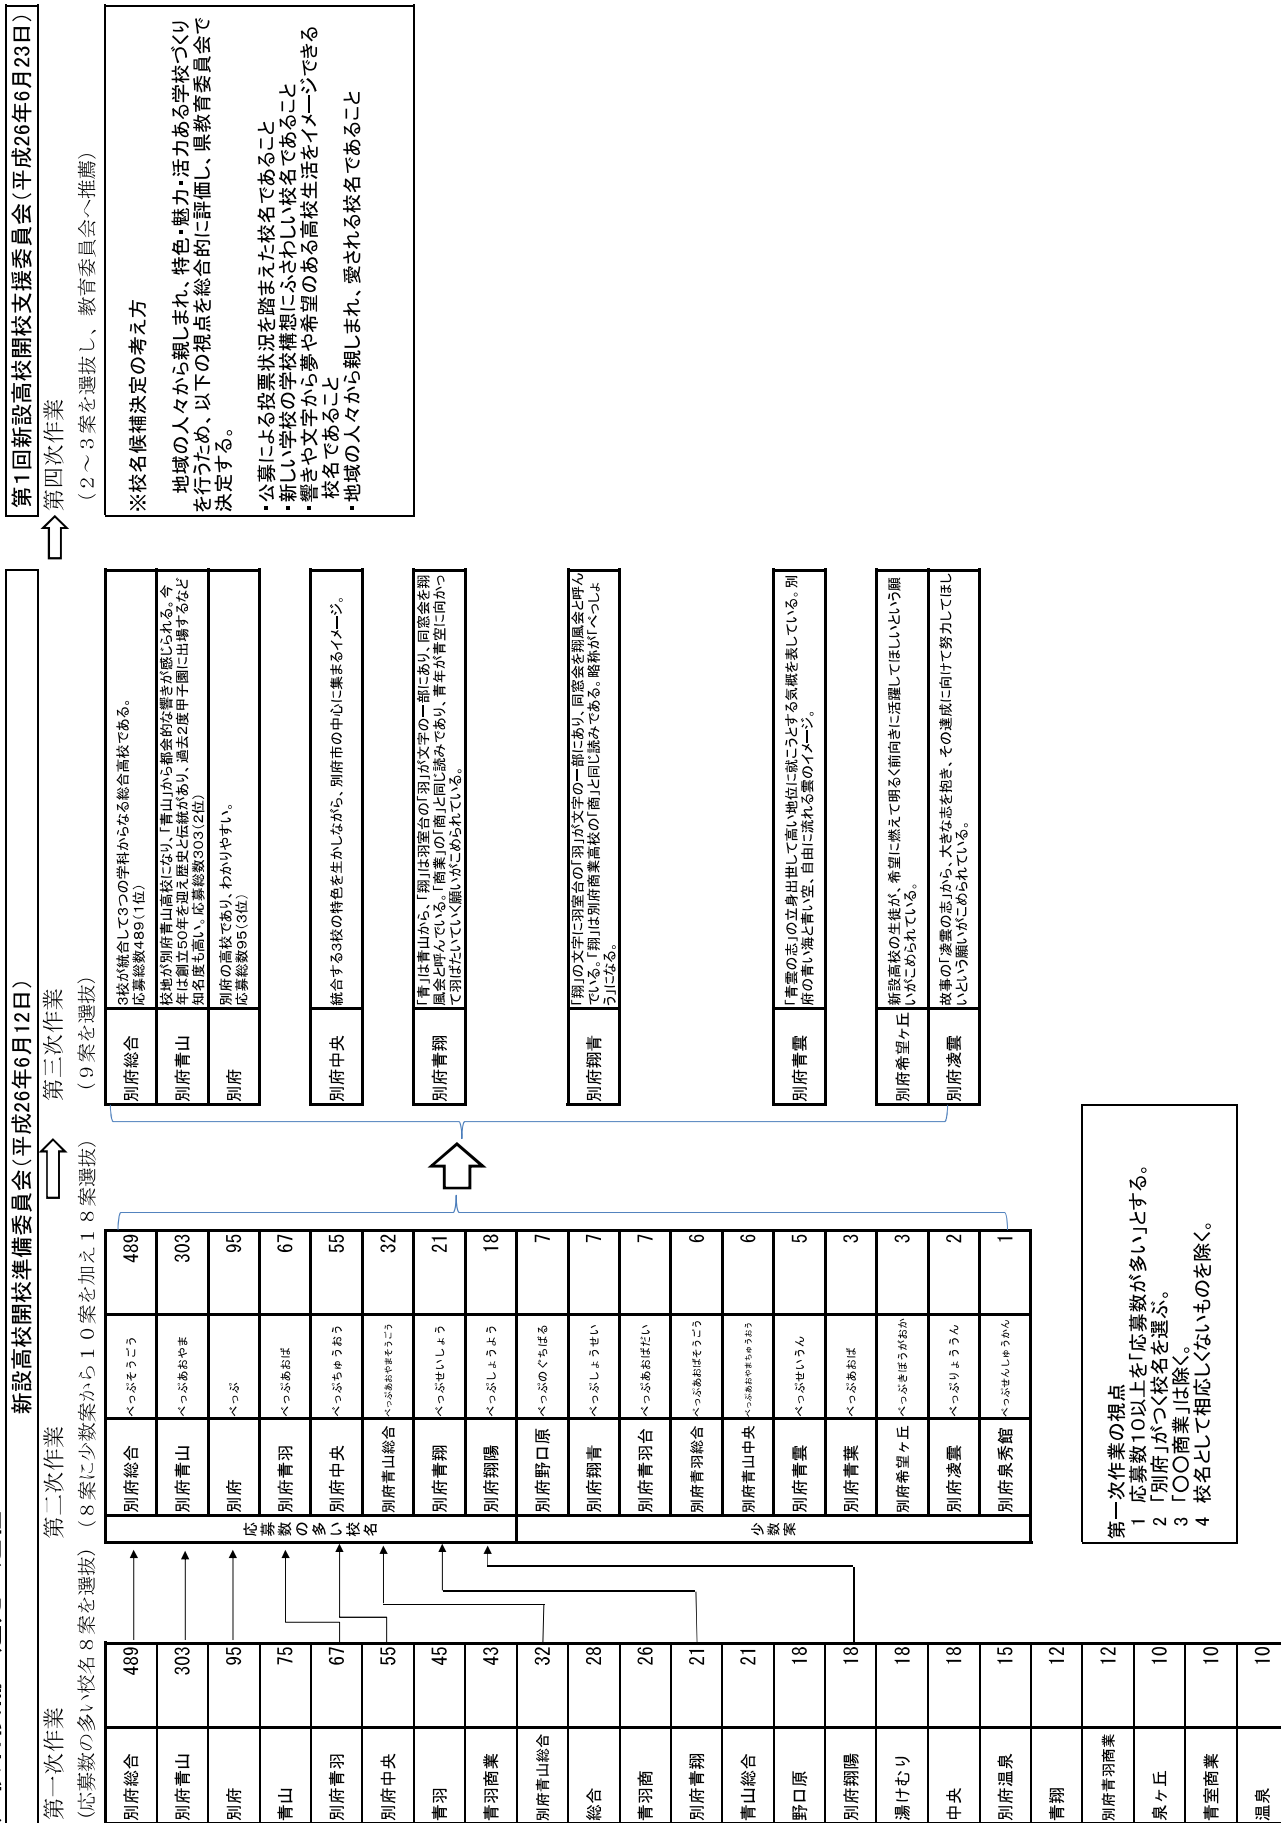 新設高校開校準備委員会（平成26年6月12日）
第1回新設高校開校支援委員会（平成26年6月23日）
第一次作業
（応募数の多い校名８案を選抜）
別府総合 489
別府青山 303
別府 95
青山 75
別府青羽 67
別府中央 55
青羽 45
青羽商業 43
別府青山総合 32
総合 28
青羽商 26
別府青翔 21
青山総合 21
野口原 18
別府翔陽 18
湯けむり 18
中央 18
別府温泉 15
青翔 12
別府青羽商業 12
泉ヶ丘 10
青室商業 10
温泉 10
第二次作業
（８案に少数案から１０案を加え１８案選抜）
応募数の多い校名
別府総合 べっぷそうごう 489
別府青山 べっぷあおやま 303
別府 べっぷ 95
別府青羽 べっぷあおば 67
別府中央 べっぷちゅうおう 55
別府青山総合 べっぷあおやまそうごう 32
別府青翔 べっぷせいしょう 21
別府翔陽 べっぷしょうよう 18
少数案
別府野口原 べっぷのぐちばる 7
別府翔青 べっぷしょうせい 7
別府青羽台 べっぷあおばだい 7
別府青羽総合 べっぷあおばそうごう 6
別府青山中央 べっぷあおやまちゅうおう 6
別府青雲 べっぷせいうん 5
別府青葉 べっぷあおば 3
別府希望ヶ丘 べっぷきぼうがおか 3
別府凌雲 べっぷりょううん 2
別府泉秀館 べっぷせんしゅうかん 1
第一次作業の視点
1 応募数10以上を「応募数が多い」とする。
2 「別府」がつく校名を選ぶ。
3 「〇〇商業」は除く。
4 校名として相応しくないものを除く。
第三次作業
（９案を選抜）
別府総合
3校が統合して3つの学科からなる総合高校である。
応募総数489（1位）
別府青山
校地が別府青山高校になり、「青山」から都会的な響きが感じられる。今
年は創立50年を迎え歴史と伝統があり、過去2度甲子園に出場するなど
知名度も高い。応募総数303（2位）
別府
別府の高校であり、わかりやすい。
応募総数95（3位）
別府中央
統合する3校の特色を生かしながら、別府市の中心に集まるイメージ。
別府青翔
「青」は青山から、「翔」は羽室台の「羽」が文字の一部にあり、同窓会を翔
風会と呼んでいる。「商業」の「商」と同じ読みであり、青年が青空に向かっ
て羽ばたいていく願いがこめられている。
別府翔青
「翔」の文字に羽室台の「羽」が文字の一部にあり、同窓会を翔風会と呼ん
でいる。「翔」は別府商業高校の「商」と同じ読みである。略称が「べっしょ
う」になる。
別府青雲
「青雲の志」の立身出世して高い地位に就こうとする気概を表している。別
府の青い海と青い空、自由に流れる雲のイメージ。
別府希望ヶ丘
新設高校の生徒が、希望に燃えて明るく前向きに活躍してほしいという願
いがこめられている。
別府凌雲
故事の「凌雲の志」から、大きな志を抱き、その達成に向けて努力してほし
いという願いがこめられている。
第四次作業
（２～３案を選抜し、教育委員会へ推薦）
※校名候補決定の考え方
地域の人々から親しまれ、特色・魅力・活力ある学校づくり
を行うため、以下の視点を総合的に評価し、県教育委員会で
決定する。
・公募による投票状況を踏まえた校名であること
・新しい学校の学校構想にふさわしい校名であること
・響きや文字から夢や希望のある高校生活をイメージできる
校名であること
・地域の人々から親しまれ、愛される校名であること